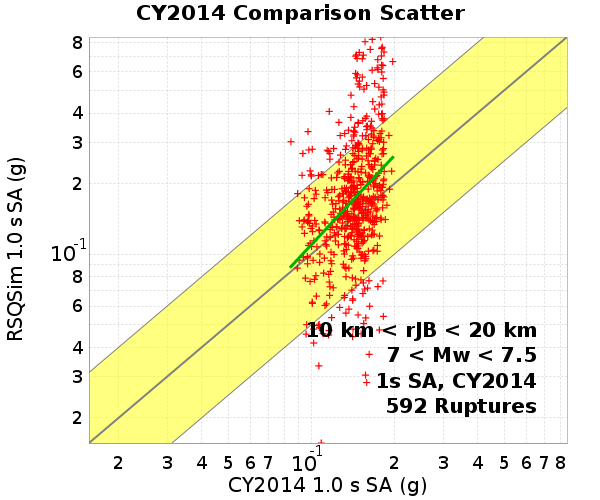 CY2014 Comparison Scatter
RSQSim 1.0 s SA (g)
8
6
4
3
2
10⁻¹
8
6
4
3
2
10 km < rJB < 20 km
7 < Mw < 7.5
1s SA, CY2014
592 Ruptures
2 3 4 5 6 7 10⁻¹ 2 3 4 5 6 7 8
CY2014 1.0 s SA (g)